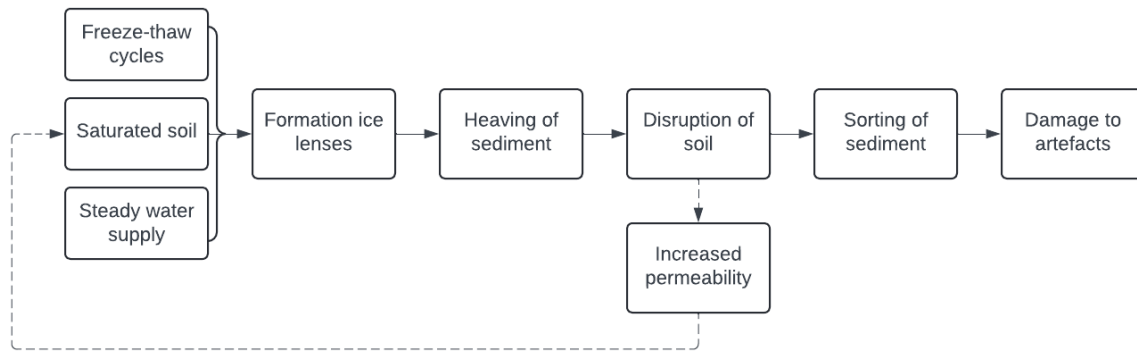 Freeze-thaw
cycles
Saturated soil
Steady water
supply
Formation ice
lenses
Heaving of
sediment
Disruption of
soil
Sorting of
sediment
Damage to
artefacts
Increased
permeability